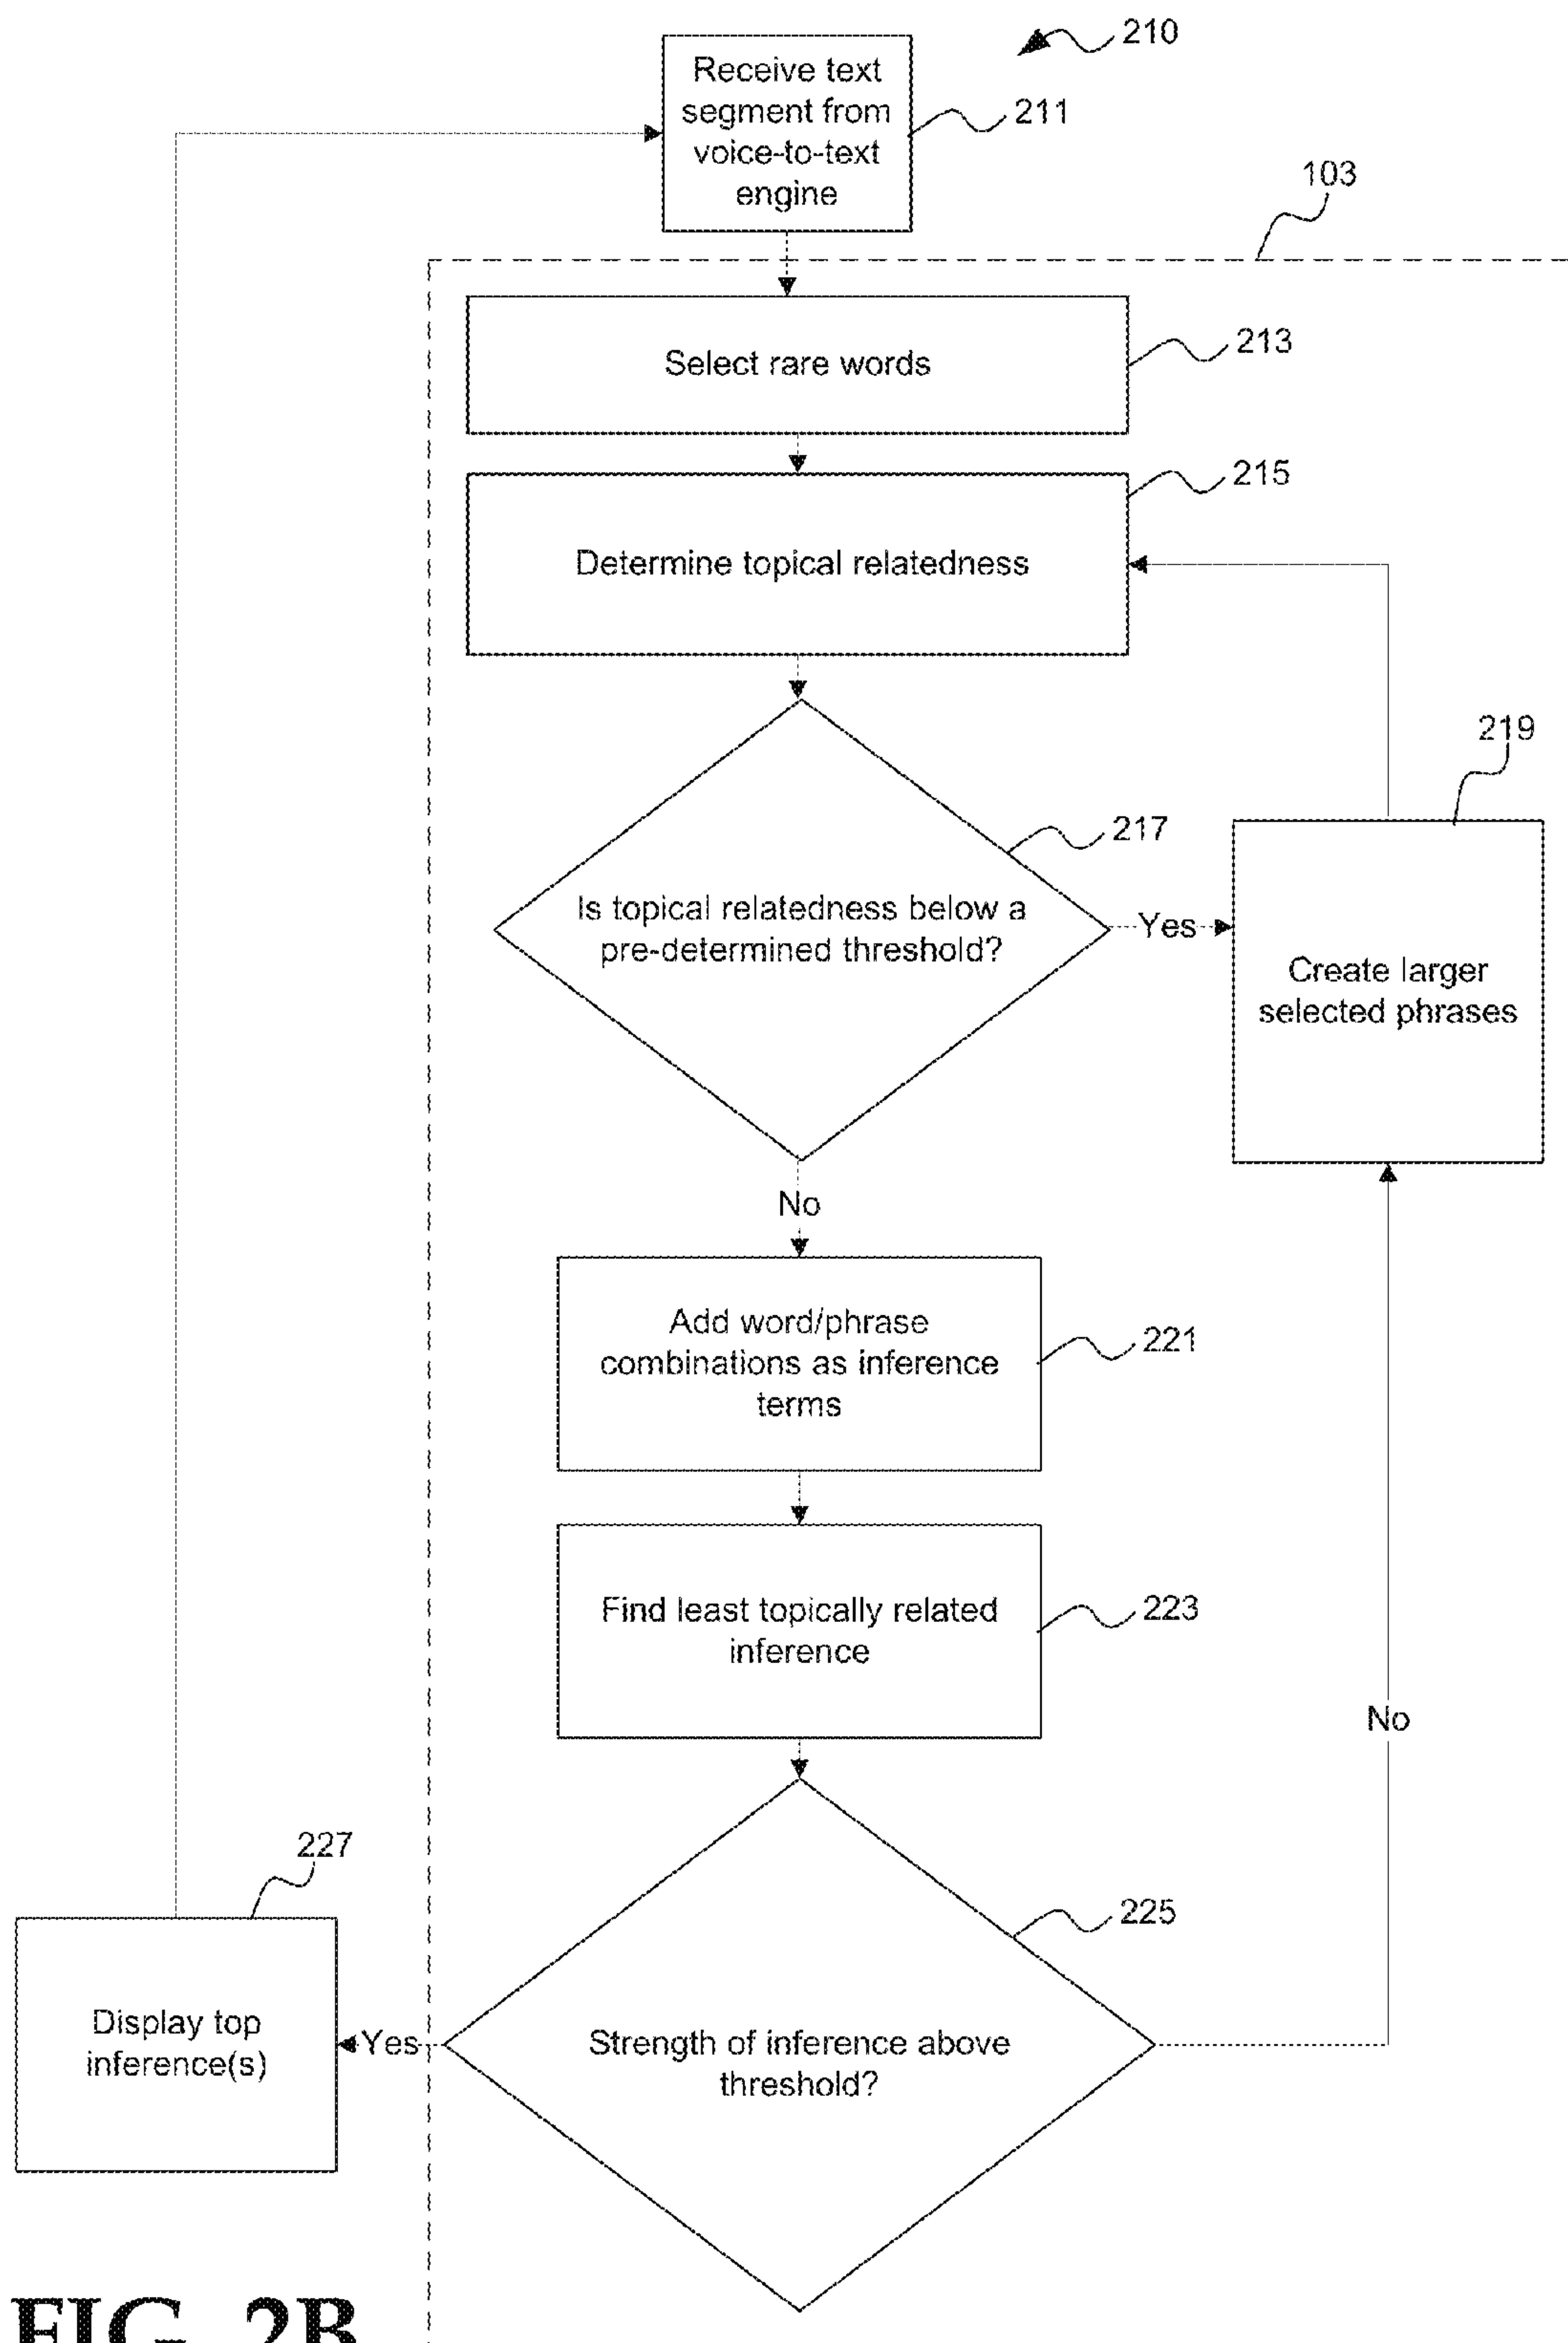 210
Receive text
segment from
voice-to-text
engine
211
103
Select rare words
213
215
Determine topical relatedness
219
217
Is topical relatedness below a
pre-determined threshold?
Yes
Create larger
selected phrases
No
Add word/phrase
combinations as inference
terms
221
Find least topically related
inference
223
No
227
225
Display top
inference(s)
Yes
Strength of inference above
threshold?
FIG. 2B